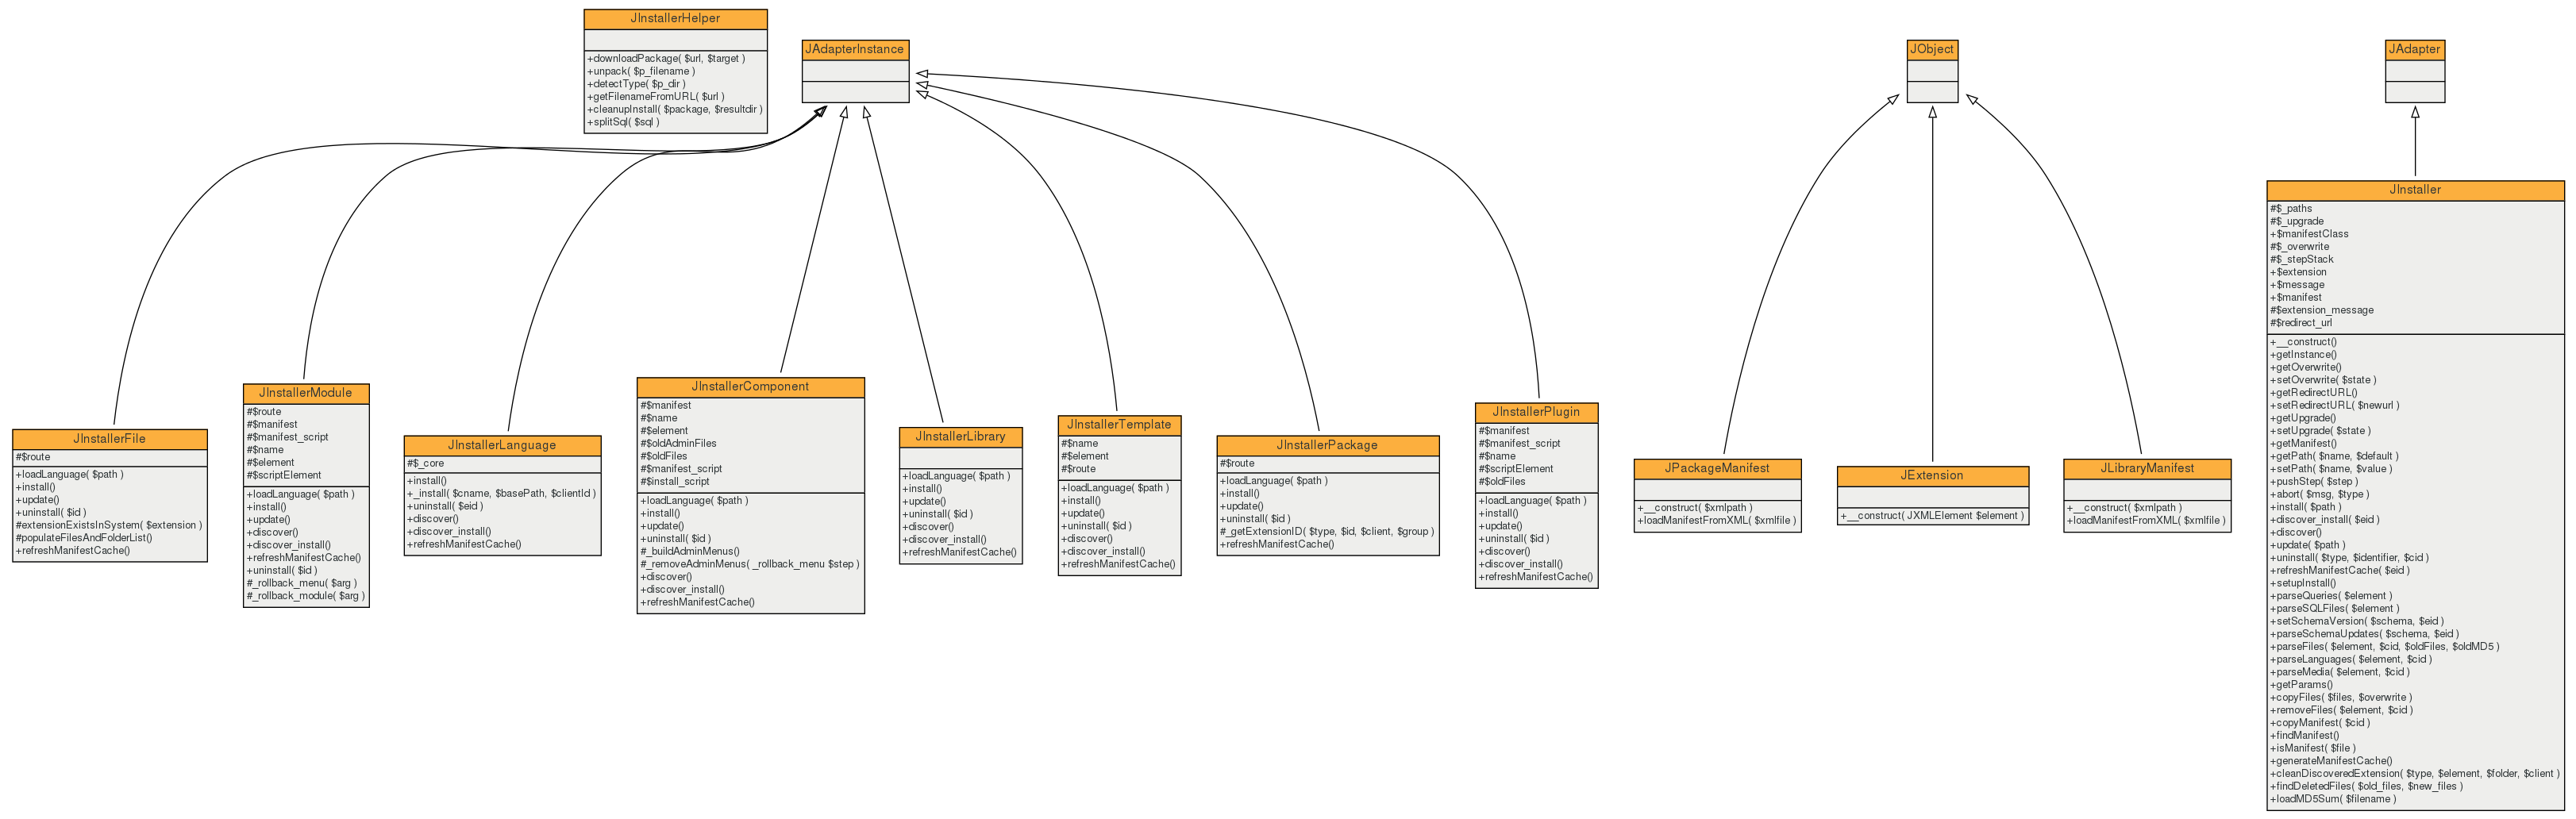 JInstallerHelper
+downloadPackage( $url, $target )
+unpack( $p_filename )
+detectType( $p_dir )
+getFilenameFromURL( $url )
+cleanupInstall( $package, $resultdir )
+splitSql( $sql )
JAdapterInstance
JObject
JAdapter
JInstallerFile
#$route
+loadLanguage( $path )
+install()
+update()
+uninstall( $id )
#extensionExistsInSystem( $extension )
#populateFilesAndFolderList()
+refreshManifestCache()
JInstallerModule
#$route
#$manifest
#$manifest_script
#$name
#$element
#$scriptElement
+loadLanguage( $path )
+install()
+update()
+discover()
+discover_install()
+refreshManifestCache()
+uninstall( $id )
#_rollback_menu( $arg )
#_rollback_module( $arg )
JInstallerLanguage
#$_core
+install()
+_install( $cname, $basePath, $clientId )
+uninstall( $eid )
+discover()
+discover_install()
+refreshManifestCache()
JInstallerComponent
#$manifest
#$name
#$element
#$oldAdminFiles
#$oldFiles
#$manifest_script
#$install_script
+loadLanguage( $path )
+install()
+update()
+uninstall( $id )
#_buildAdminMenus()
#_removeAdminMenus( _rollback_menu $step )
+discover()
+discover_install()
+refreshManifestCache()
JInstallerLibrary
+loadLanguage( $path )
+install()
+update()
+uninstall( $id )
+discover()
+discover_install()
+refreshManifestCache()
JInstallerTemplate
#$name
#$element
#$route
+loadLanguage( $path )
+install()
+update()
+uninstall( $id )
+discover()
+discover_install()
+refreshManifestCache()
JInstallerPackage
#$route
+loadLanguage( $path )
+install()
+update()
+uninstall( $id )
#_getExtensionID( $type, $id, $client, $group )
+refreshManifestCache()
JInstallerPlugin
#$manifest
#$manifest_script
#$name
#$scriptElement
#$oldFiles
+loadLanguage( $path )
+install()
+update()
+uninstall( $id )
+discover()
+discover_install()
+refreshManifestCache()
JPackageManifest
+__construct( $xmlpath )
+loadManifestFromXML( $xmlfile )
JExtension
+__construct( JXMLElement $element )
JLibraryManifest
+__construct( $xmlpath )
+loadManifestFromXML( $xmlfile )
JInstaller
#$_paths
#$_upgrade
+$manifestClass
#$_overwrite
#$_stepStack
+$extension
+$message
+$manifest
#$extension_message
#$redirect_url
+__construct()
+getInstance()
+getOverwrite()
+setOverwrite( $state )
+getRedirectURL()
+setRedirectURL( $newurl )
+getUpgrade()
+setUpgrade( $state )
+getManifest()
+getPath( $name, $default )
+setPath( $name, $value )
+pushStep( $step )
+abort( $msg, $type )
+install( $path )
+discover_install( $eid )
+discover()
+update( $path )
+uninstall( $type, $identifier, $cid )
+refreshManifestCache( $eid )
+setupInstall()
+parseQueries( $element )
+parseSQLFiles( $element )
+setSchemaVersion( $schema, $eid )
+parseSchemaUpdates( $schema, $eid )
+parseFiles( $element, $cid, $oldFiles, $oldMD5 )
+parseLanguages( $element, $cid )
+parseMedia( $element, $cid )
+getParams()
+copyFiles( $files, $overwrite )
+removeFiles( $element, $cid )
+copyManifest( $cid )
+findManifest()
+isManifest( $file )
+generateManifestCache()
+cleanDiscoveredExtension( $type, $element, $folder, $client )
+findDeletedFiles( $old_files, $new_files )
+loadMD5Sum( $filename )